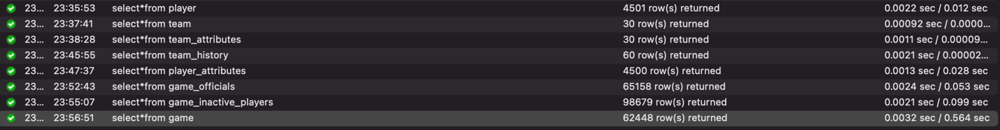 23... 23:35:53 select*from player 4501 row(s) returned 0.0022 sec / 0.012 sec
23... 23:37:41 select*from team 30 row(s) returned 0.00092 sec / 0.0000...
23... 23:38:28 select*from team_attributes 30 row(s) returned 0.0011 sec / 0.00009...
23... 23:45:55 select*from team_history 60 row(s) returned 0.0021 sec / 0.00002...
23... 23:47:37 select*from player_attributes 4500 row(s) returned 0.0013 sec / 0.028 sec
23... 23:52:43 select*from game_officials 65158 row(s) returned 0.0024 sec / 0.053 sec
23... 23:55:07 select*from game_inactive_players 98679 row(s) returned 0.0021 sec / 0.099 sec
23... 23:56:51 select*from game 62448 row(s) returned 0.0032 sec / 0.564 sec